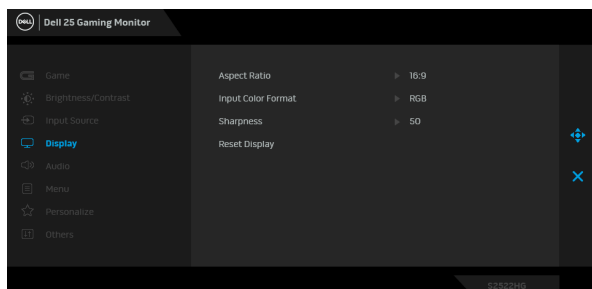 DELL
Dell 25 Gaming Monitor
Game
Brightness/Contrast
Input Source
Display
Audio
Menu
Personalize
Others
Aspect Ratio 16:9
Input Color Format RGB
Sharpness 50
Reset Display
S2522HG